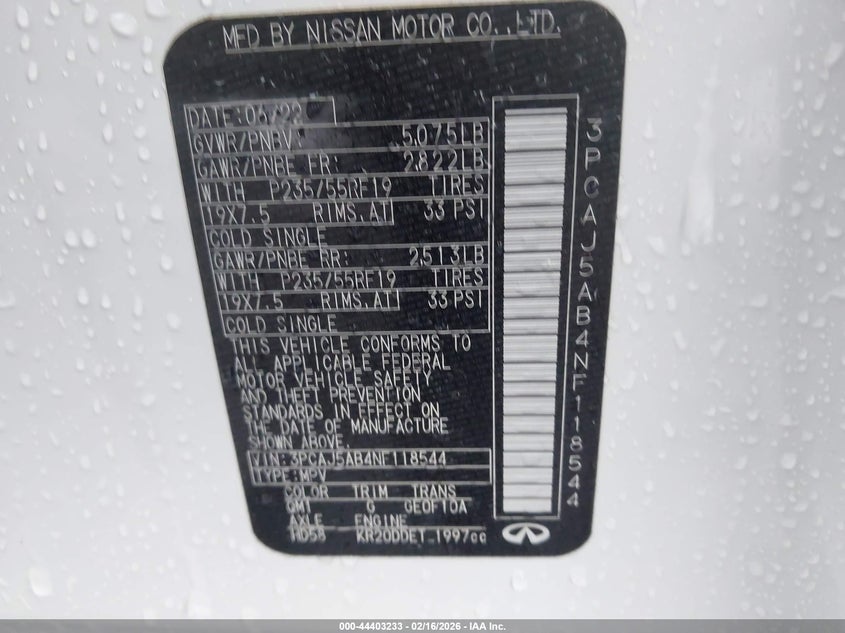 MFD BY NISSAN MOTOR CO., LTD.
DATE:06/22
GVWR/PNBV: 5075LB
GAWR/PNBE FR: 2822LB
WITH P235/55RF19 TIRES
19X7.5 RIMS.AT 33 PSI
COLD SINGLE
GAWR/PNBE RR: 2513LB
WITH P235/55RF19 TIRES
19X7.5 RIMS.AT 33 PSI
COLD SINGLE
THIS VEHICLE CONFORMS TO
ALL APPLICABLE FEDERAL
MOTOR VEHICLE SAFETY
AND THEFT PREVENTION
STANDARDS IN EFFECT ON
THE DATE OF MANUFACTURE
SHOWN ABOVE.
VIN:3PCAJ5AB4NF118544
TYPE:MPV
COLOR TRIM TRANS
QM1 G GE0F10A
AXLE ENGINE
HD58 KR20DDET 1997cc
3PCAJ5AB4NF118544
000-44403233 - 02/16/2026 - IAA Inc.